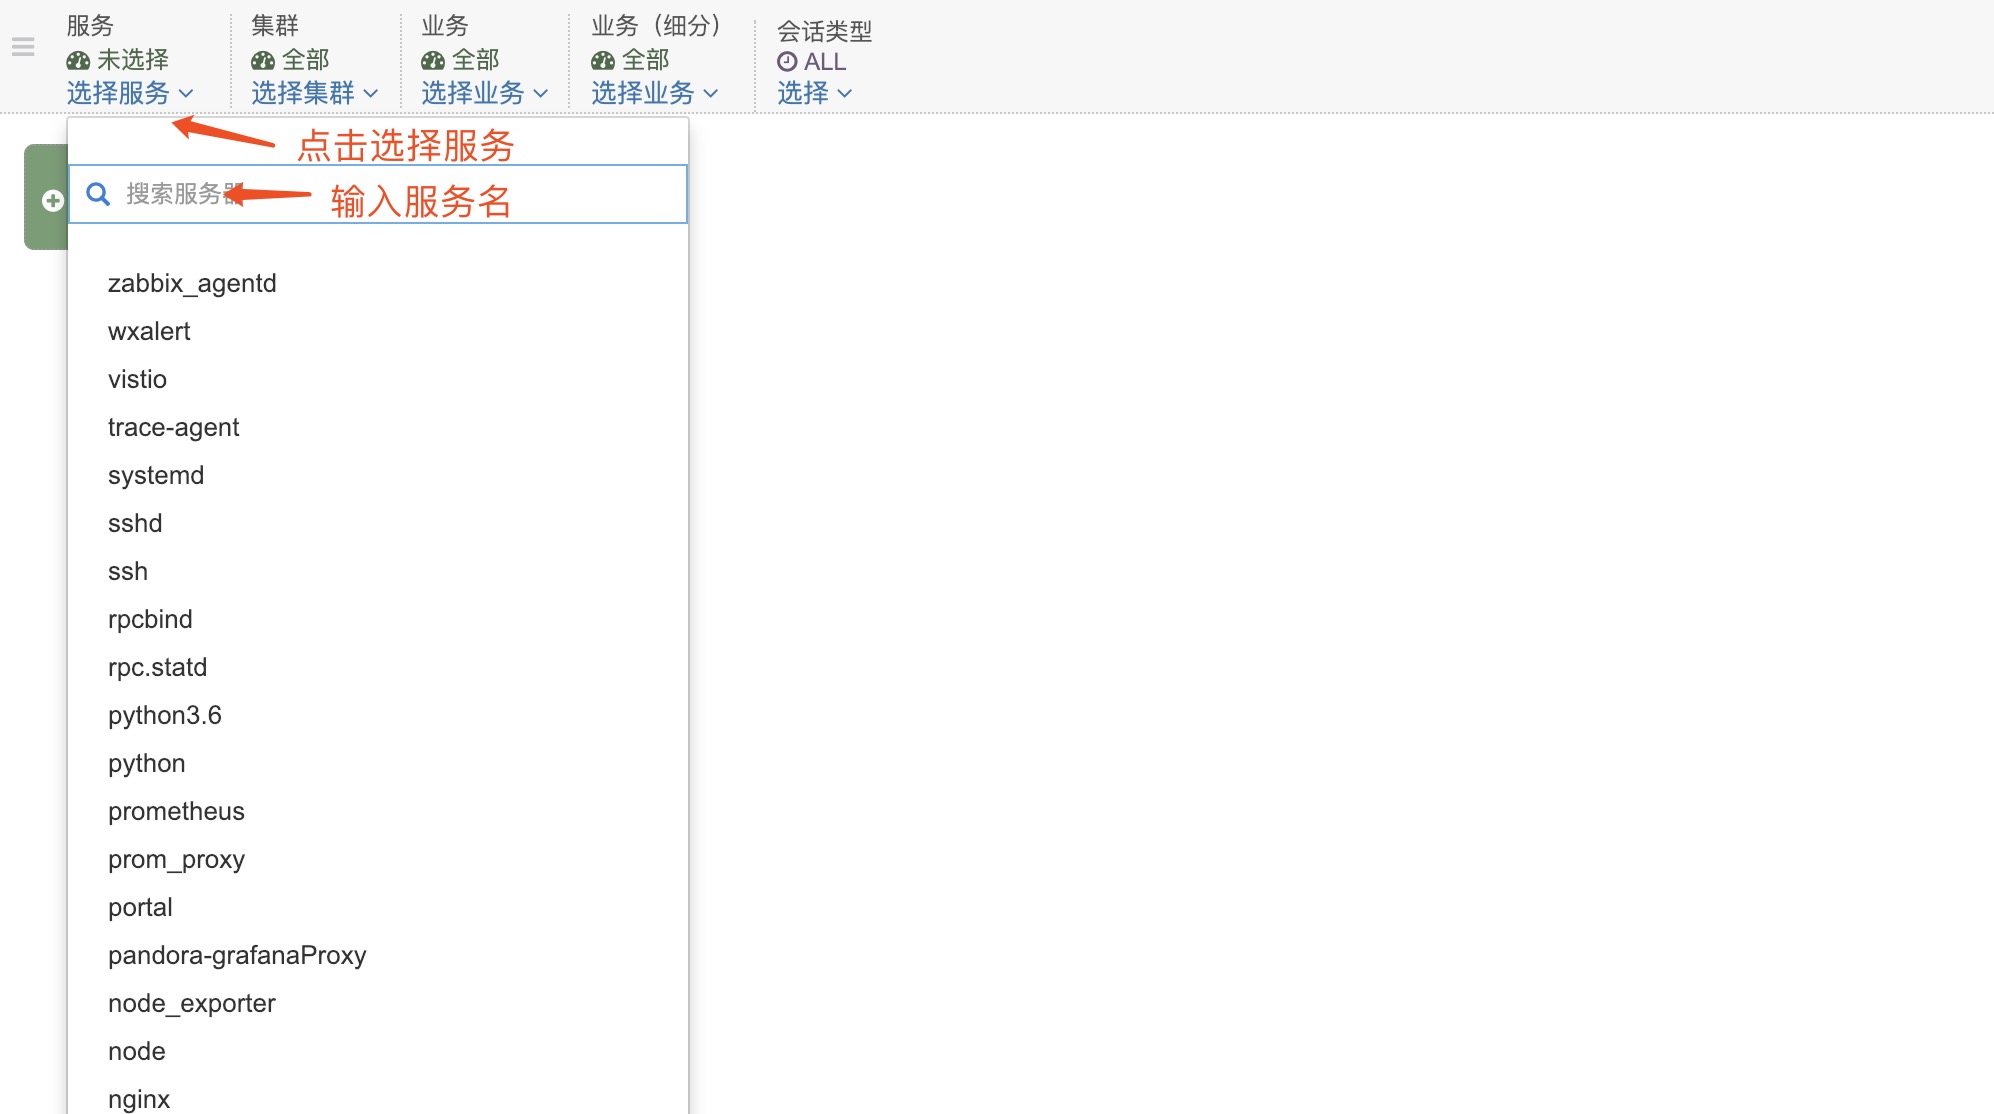 服务
未选择
选择服务
集群
全部
选择集群
业务
全部
选择业务
业务（细分）
全部
选择业务
会话类型
ALL
选择
点击选择服务
搜索服务器
输入服务名
zabbix_agentd
wxalert
vistio
trace-agent
systemd
sshd
ssh
rpcbind
rpc.statd
python3.6
python
prometheus
prom_proxy
portal
pandora-grafanaProxy
node_exporter
node
nginx